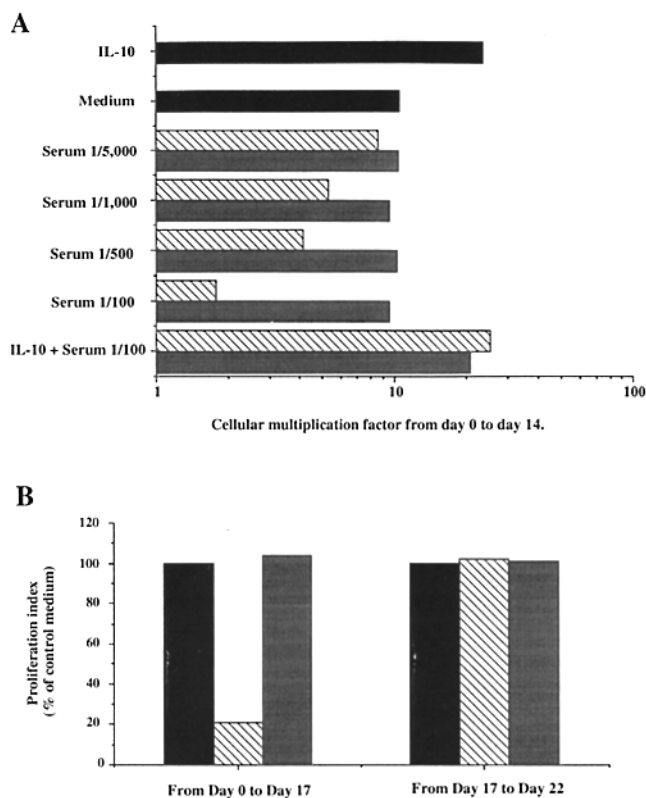 A
IL-10
Medium
Serum 1/5,000
Serum 1/1,000
Serum 1/500
Serum 1/100
IL-10 + Serum 1/100
1 10 100
Cellular multiplication factor from day 0 to day 14.
B
Proliferation index
(% of control medium)
120
100
80
60
40
20
0
From Day 0 to Day 17 From Day 17 to Day 22